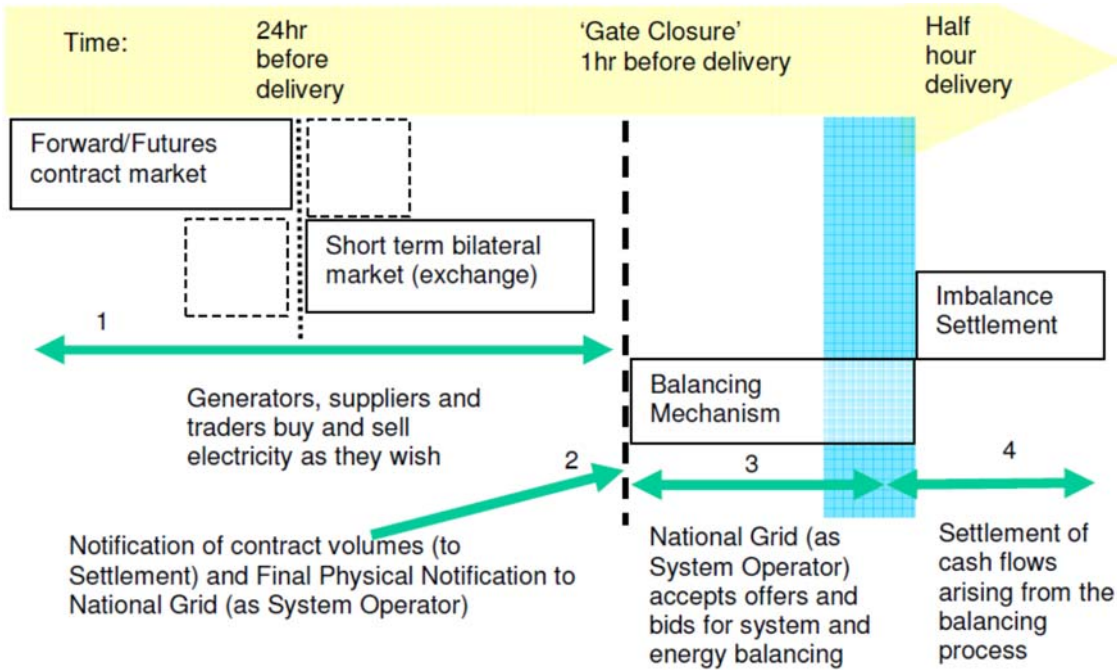 Time:
24hr
before
delivery
‘Gate Closure’
1hr before delivery
Half
hour
delivery
Forward/Futures
contract market
Short term bilateral
market (exchange)
Imbalance
Settlement
1
Balancing
Mechanism
Generators, suppliers and
traders buy and sell
electricity as they wish
2
3
4
Notification of contract volumes (to
Settlement) and Final Physical Notification to
National Grid (as System Operator)
National Grid (as
System Operator)
accepts offers and
bids for system and
energy balancing
Settlement of
cash flows
arising from the
balancing
process